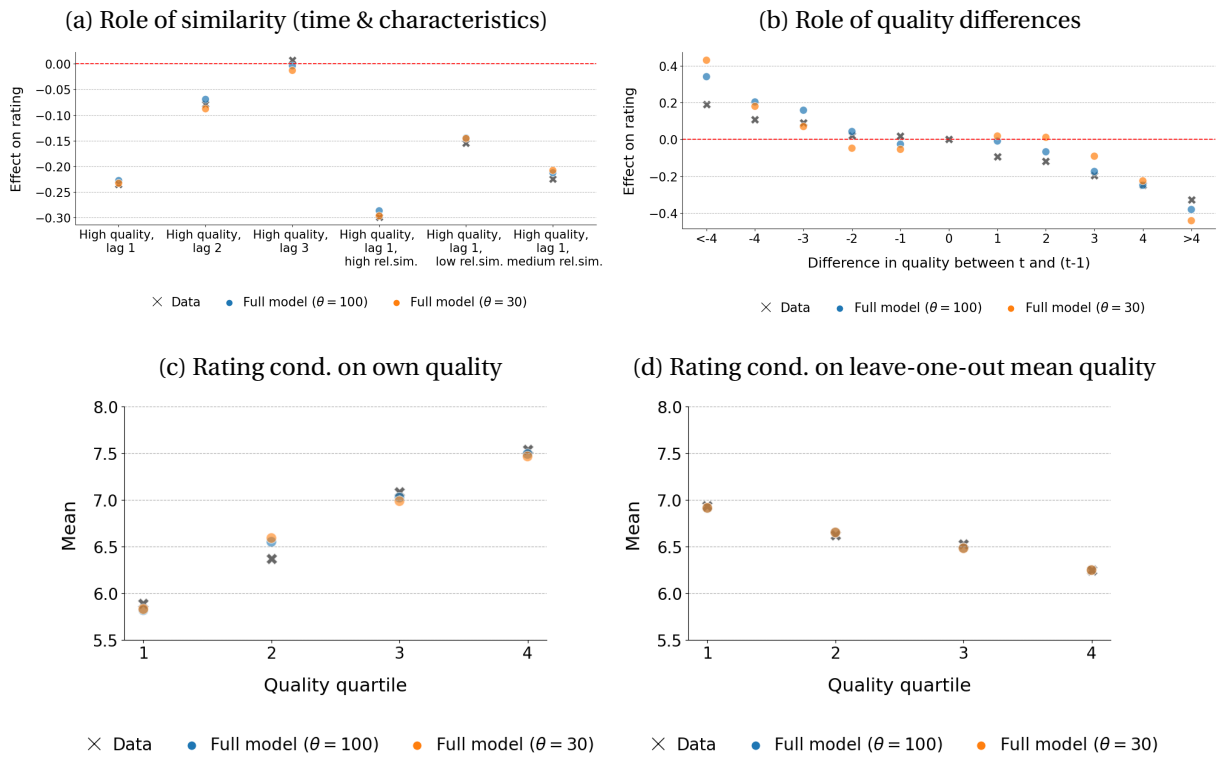 (a) Role of similarity (time & characteristics)
Effect on rating
0.00
−0.05
−0.10
−0.15
−0.20
−0.25
−0.30
High quality,
lag 1
High quality,
lag 2
High quality,
lag 3
High quality,
lag 1,
high rel.sim.
High quality,
lag 1,
low rel.sim.
High quality,
lag 1,
medium rel.sim.
Data Full model (θ = 100) Full model (θ = 30)
(b) Role of quality differences
Effect on rating
0.4
0.2
0.0
−0.2
−0.4
<-4 -4 -3 -2 -1 0 1 2 3 4 >4
Difference in quality between t and (t-1)
Data Full model (θ = 100) Full model (θ = 30)
(c) Rating cond. on own quality
Mean
8.0
7.5
7.0
6.5
6.0
5.5
1 2 3 4
Quality quartile
Data Full model (θ = 100) Full model (θ = 30)
(d) Rating cond. on leave-one-out mean quality
Mean
8.0
7.5
7.0
6.5
6.0
5.5
1 2 3 4
Quality quartile
Data Full model (θ = 100) Full model (θ = 30)